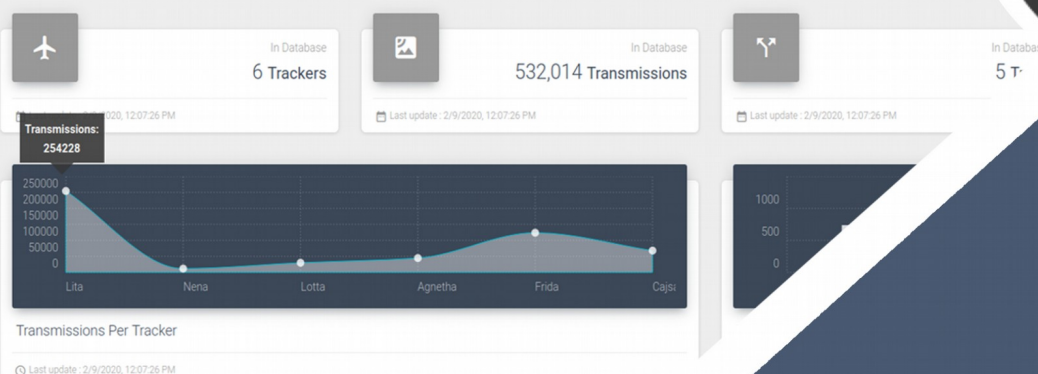 In Database
6 Trackers
In Database
532,014 Transmissions
In
5
Last update : 2/9/2020, 12:07:26 PM
Last update : 2/9/2020, 12:07:26 PM
Transmissions:
254228
250000
200000
150000
100000
50000
0
Lita
Nena
Lotta
Agnetha
Frida
1000
500
0
Transmissions Per Tracker
Last update : 2/9/2020, 12:07:26 PM